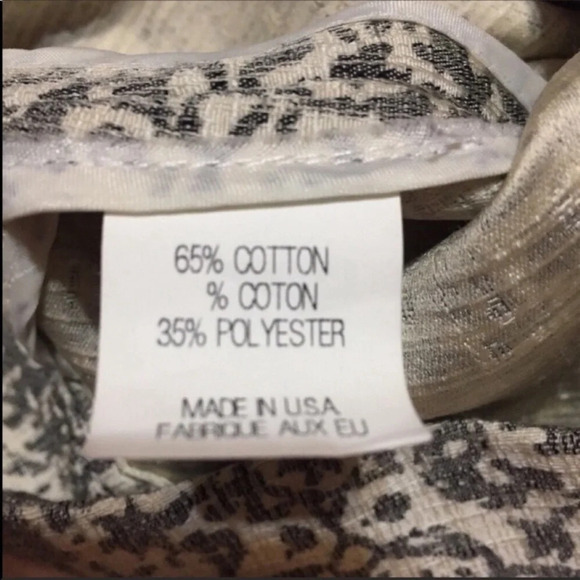 65% COTTON
% COTON
35% POLYESTER
MADE IN U.S.A
FABRIQUE AUX EU